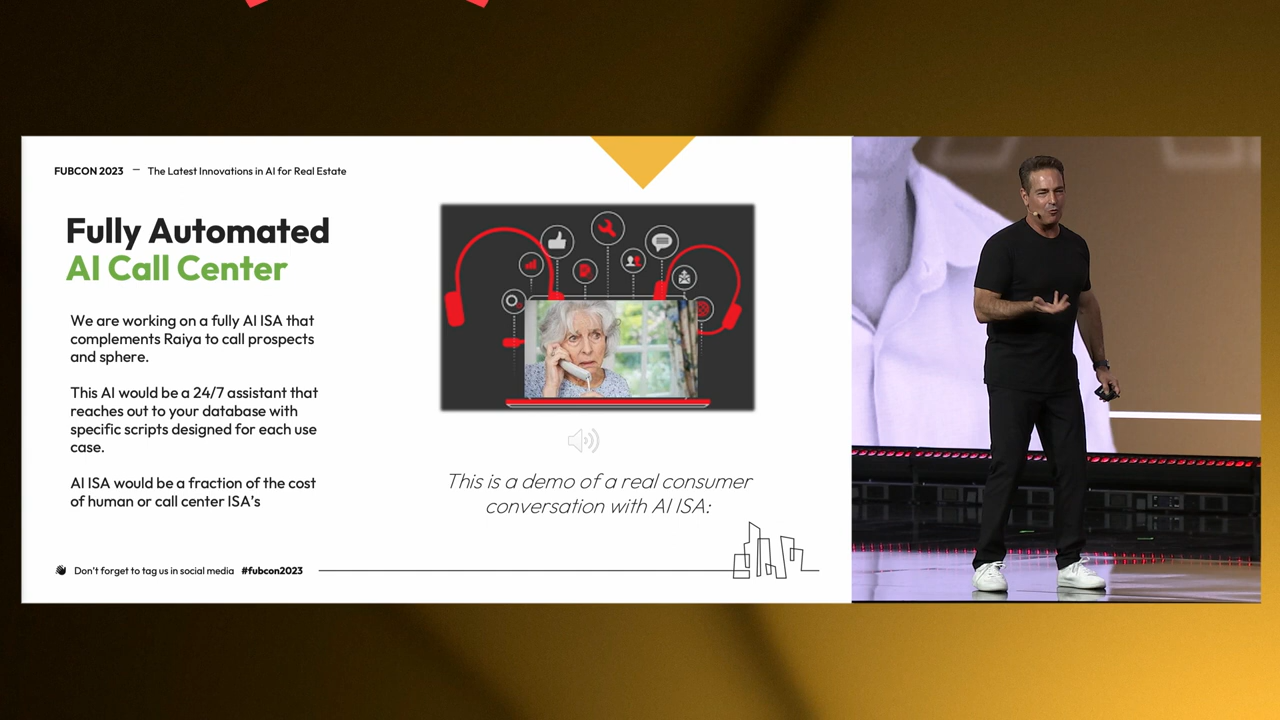 FUBCON 2023 — The Latest Innovations in AI for Real Estate
Fully Automated
AI Call Center
We are working on a fully AI ISA that
complements Raiya to call prospects
and sphere.
This AI would be a 24/7 assistant that
reaches out to your database with
specific scripts designed for each use
case.
AI ISA would be a fraction of the cost
of human or call center ISA's
This is a demo of a real consumer
conversation with AI ISA:
Don't forget to tag us in social media #fubcon2023